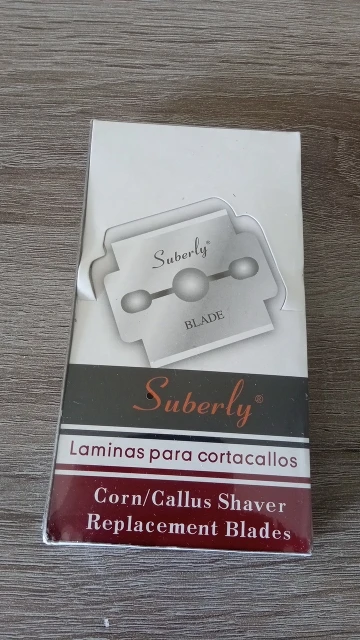 Suberly®
BLADE
Suberly®
Laminas para cortacallos
Corn/Callus Shaver
Replacement Blades